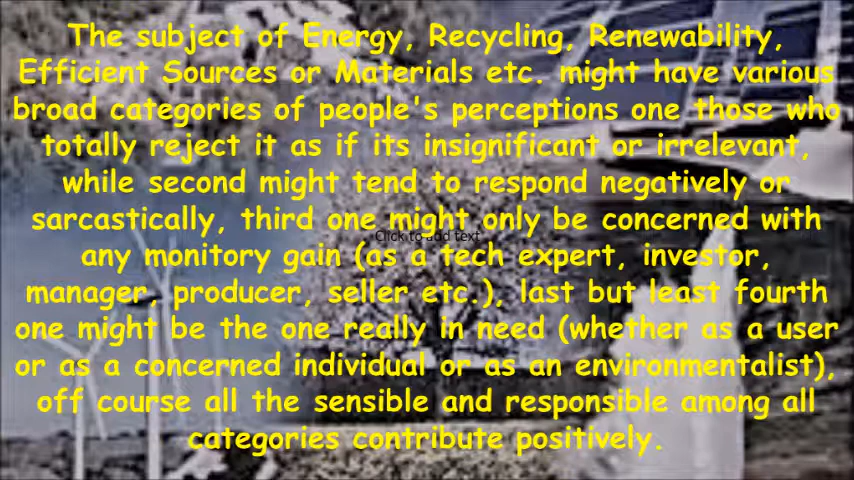 The subject of Energy, Recycling, Renewability,
Efficient Sources or Materials etc. might have various
broad categories of people's perceptions one those who
totally reject it as if its insignificant or irrelevant,
while second might tend to respond negatively or
sarcastically, third one might only be concerned with
Click to add text
any monitory gain (as a tech expert, investor,
manager, producer, seller etc.), last but least fourth
one might be the one really in need (whether as a user
or as a concerned individual or as an environmentalist),
off course all the sensible and responsible among all
categories contribute positively.